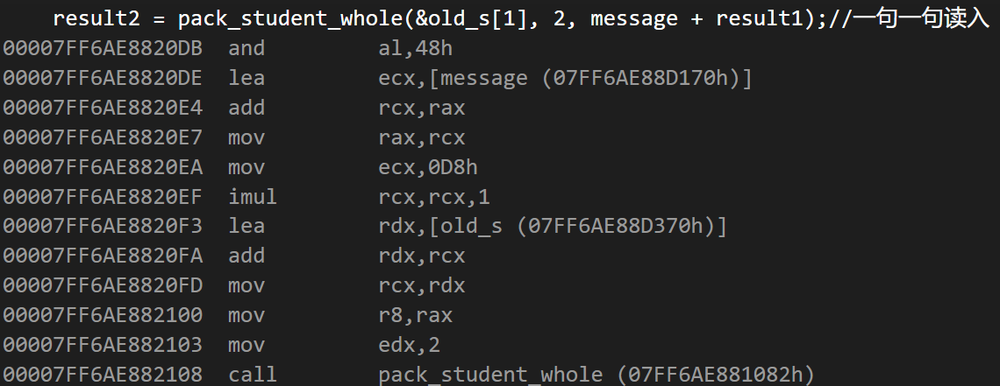 result2 = pack_student_whole(&old_s[1], 2, message + result1);//一句一句读入
00007FF6AE8820DB and al,48h
00007FF6AE8820DE lea ecx,[message (07FF6AE88D170h)]
00007FF6AE8820E4 add rcx,rax
00007FF6AE8820E7 mov rax,rcx
00007FF6AE8820EA mov ecx,0D8h
00007FF6AE8820EF imul rcx,rcx,1
00007FF6AE8820F3 lea rdx,[old_s (07FF6AE88D370h)]
00007FF6AE8820FA add rdx,rcx
00007FF6AE8820FD mov rcx,rdx
00007FF6AE882100 mov r8,rax
00007FF6AE882103 mov edx,2
00007FF6AE882108 call pack_student_whole (07FF6AE881082h)